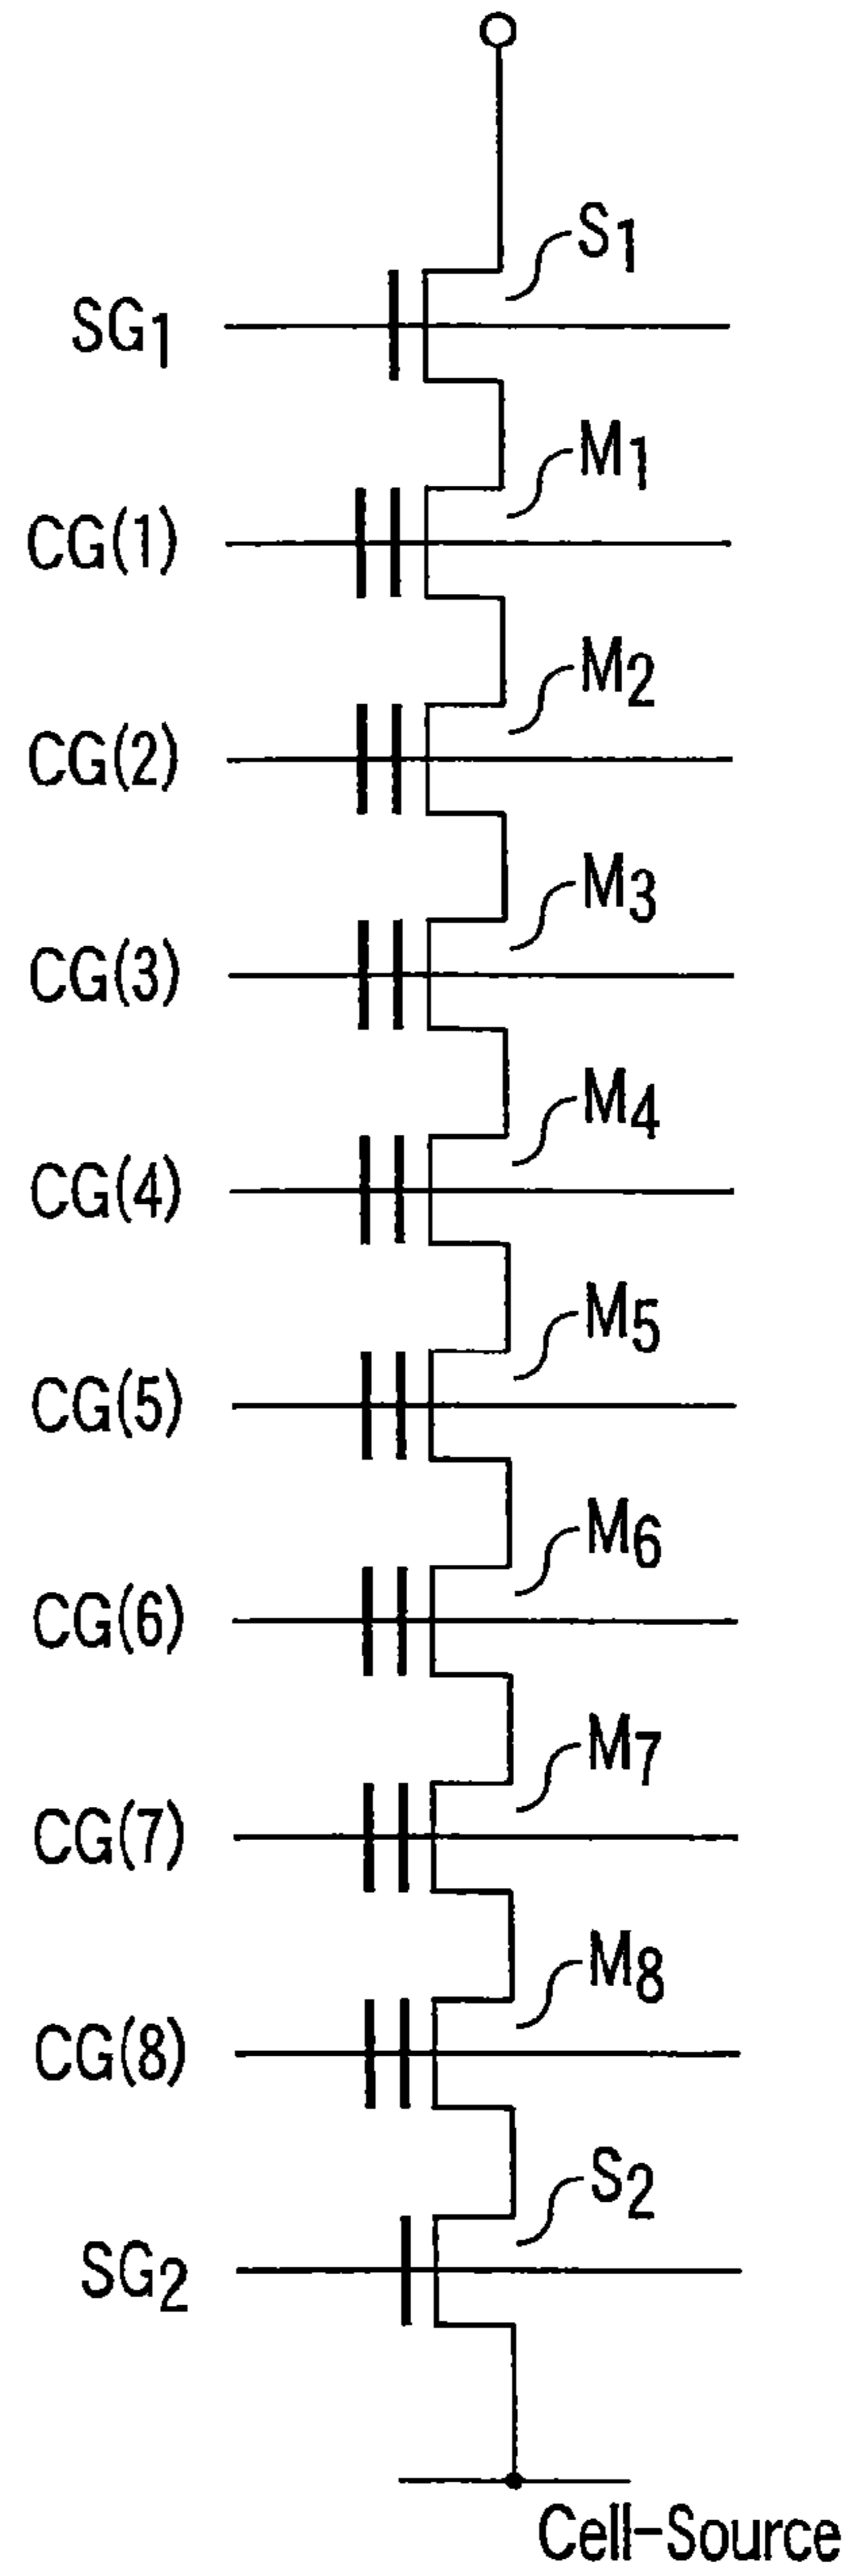 S1
SG1
M1
CG(1)
M2
CG(2)
M3
CG(3)
M4
CG(4)
M5
CG(5)
M6
CG(6)
M7
CG(7)
M8
CG(8)
S2
SG2
Cell-Source